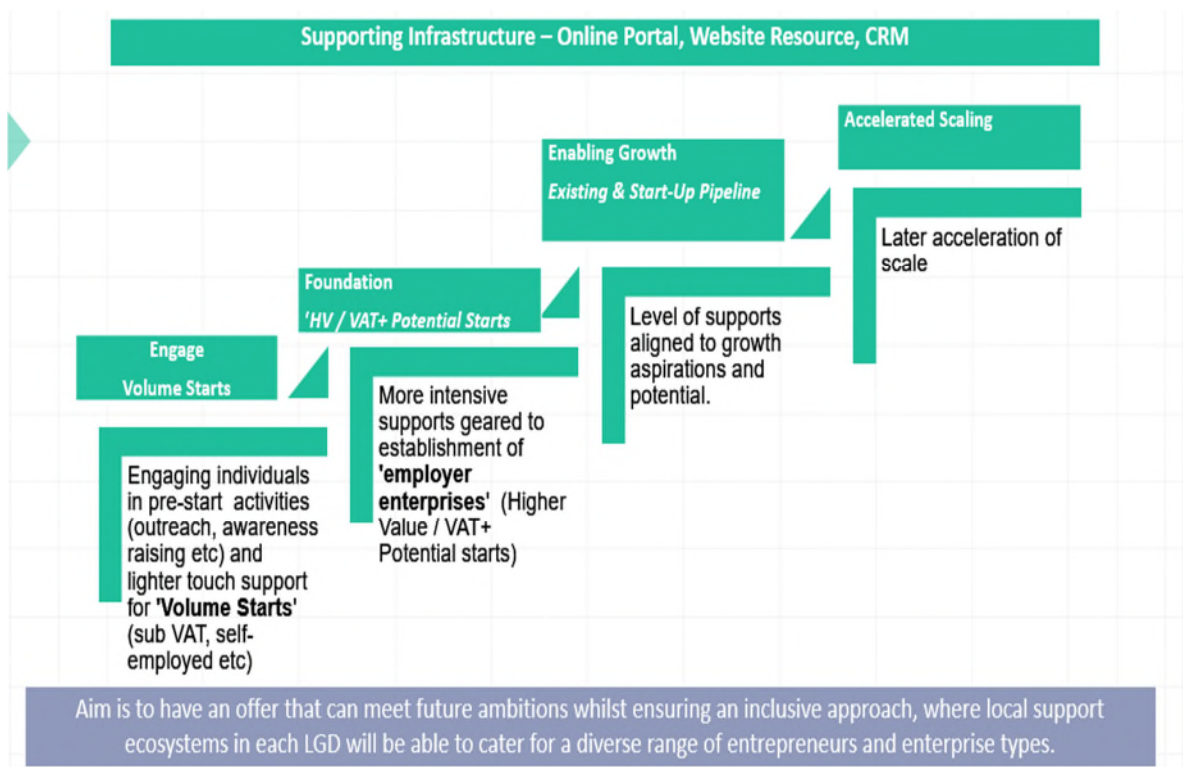 Supporting Infrastructure – Online Portal, Website Resource, CRM
Accelerated Scaling
Enabling Growth
Existing & Start-Up Pipeline
Later acceleration of
scale
Foundation
'HV / VAT+ Potential Starts
Level of supports
aligned to growth
aspirations and
potential.
Engage
Volume Starts
More intensive
supports geared to
establishment of
'employer
enterprises' (Higher
Value / VAT+
Potential starts)
Engaging individuals
in pre-start activities
(outreach, awareness
raising etc) and
lighter touch support
for 'Volume Starts'
(sub VAT, self-
employed etc)
Aim is to have an offer that can meet future ambitions whilst ensuring an inclusive approach, where local support
ecosystems in each LGD will be able to cater for a diverse range of entrepreneurs and enterprise types.